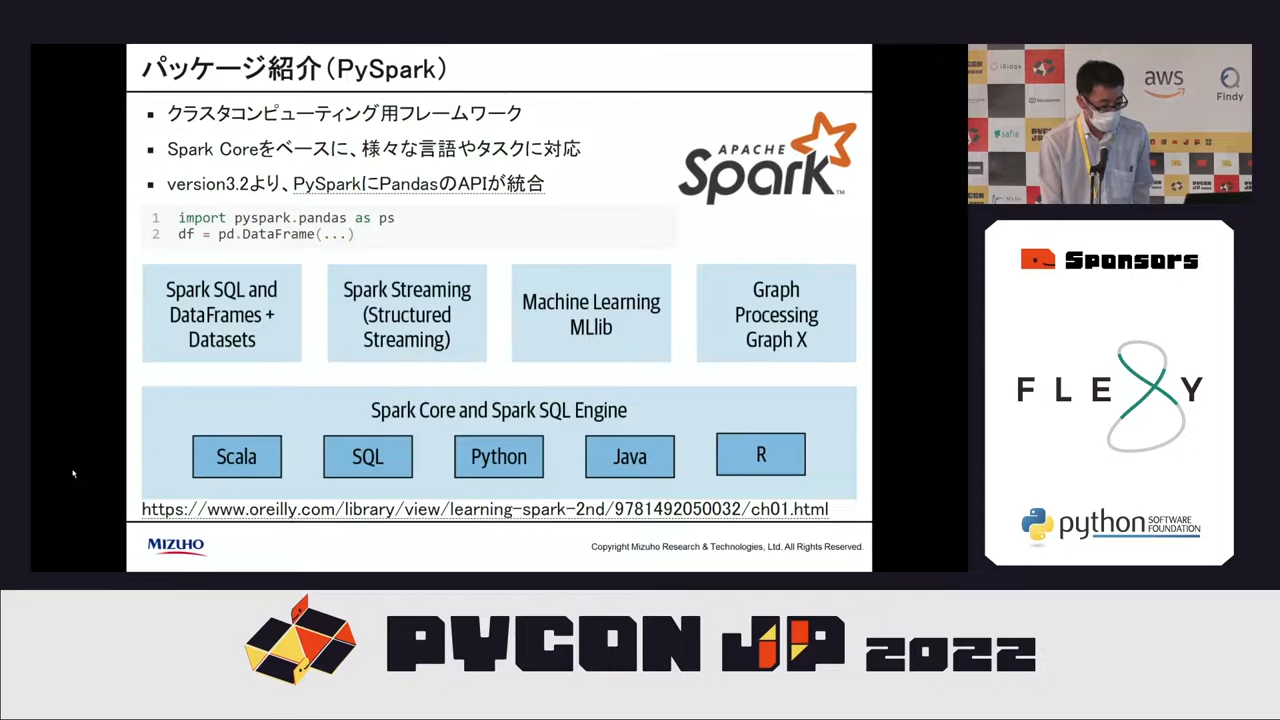 パッケージ紹介（PySpark）
▪ クラスタコンピューティング用フレームワーク
▪ Spark Coreをベースに、様々な言語やタスクに対応
▪ version3.2より、PySparkにPandasのAPIが統合
APACHE
Spark™
1 import pyspark.pandas as ps
2 df = pd.DataFrame(...)
Spark SQL and
DataFrames +
Datasets
Spark Streaming
(Structured
Streaming)
Machine Learning
MLlib
Graph
Processing
Graph X
Spark Core and Spark SQL Engine
Scala
SQL
Python
Java
R
https://www.oreilly.com/library/view/learning-spark-2nd/9781492050032/ch01.html
MIZUHO
Copyright Mizuho Research & Technologies, Ltd. All Rights Reserved.
aws
Findy
safie
Sponsors
FLEXY
python SOFTWARE
FOUNDATION
PYCON JP 2022